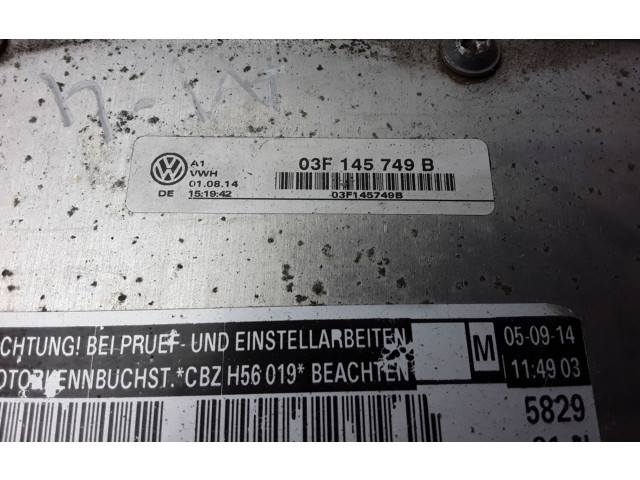 M-4
A1
VWH
01.08.14
DE 15:19:42
03F 145 749 B
03F145749B
CHTUNG! BEI PRUEF- UND EINSTELLARBEITEN
OTORKENNBUCHST. *CBZ H56 019* BEACHTEN
M
05-09-14
11:49 03
5829